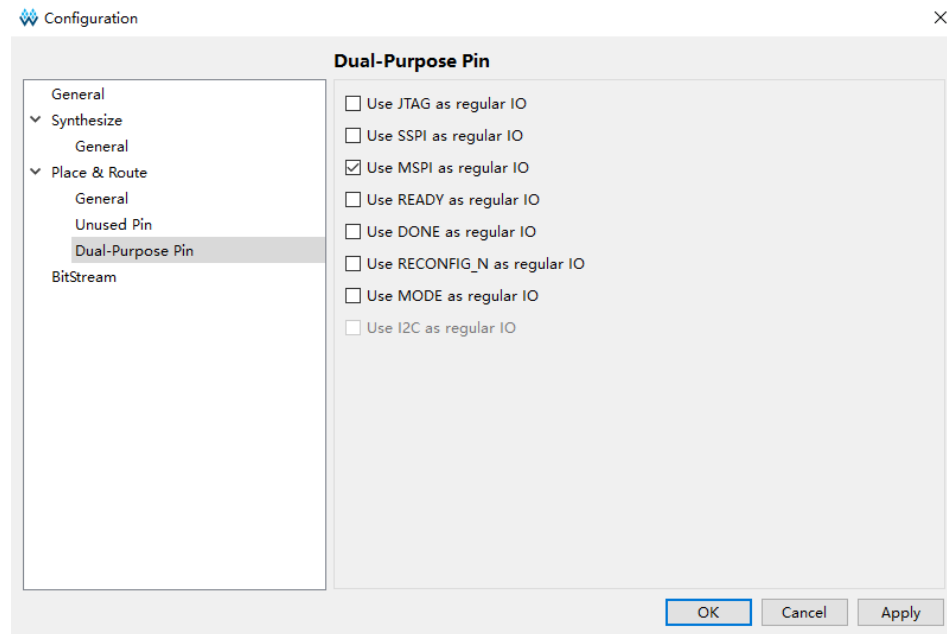 Configuration
Dual-Purpose Pin
General
Synthesize
General
Place & Route
General
Unused Pin
Dual-Purpose Pin
BitStream
Use JTAG as regular IO
Use SSPI as regular IO
Use MSPI as regular IO
Use READY as regular IO
Use DONE as regular IO
Use RECONFIG_N as regular IO
Use MODE as regular IO
Use I2C as regular IO
OK
Cancel
Apply